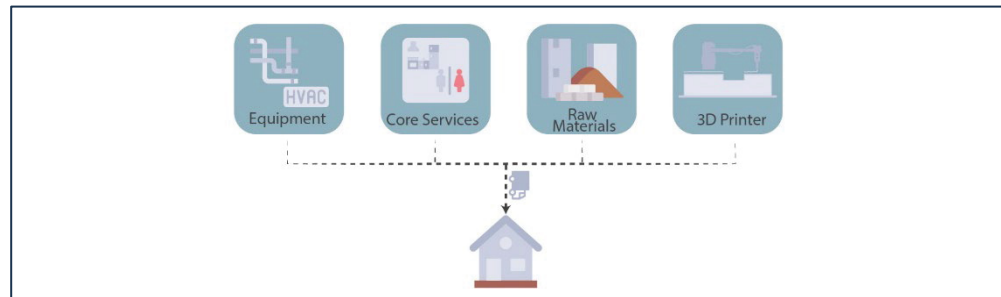 HVAC
Equipment
Core Services
Raw
Materials
3D Printer